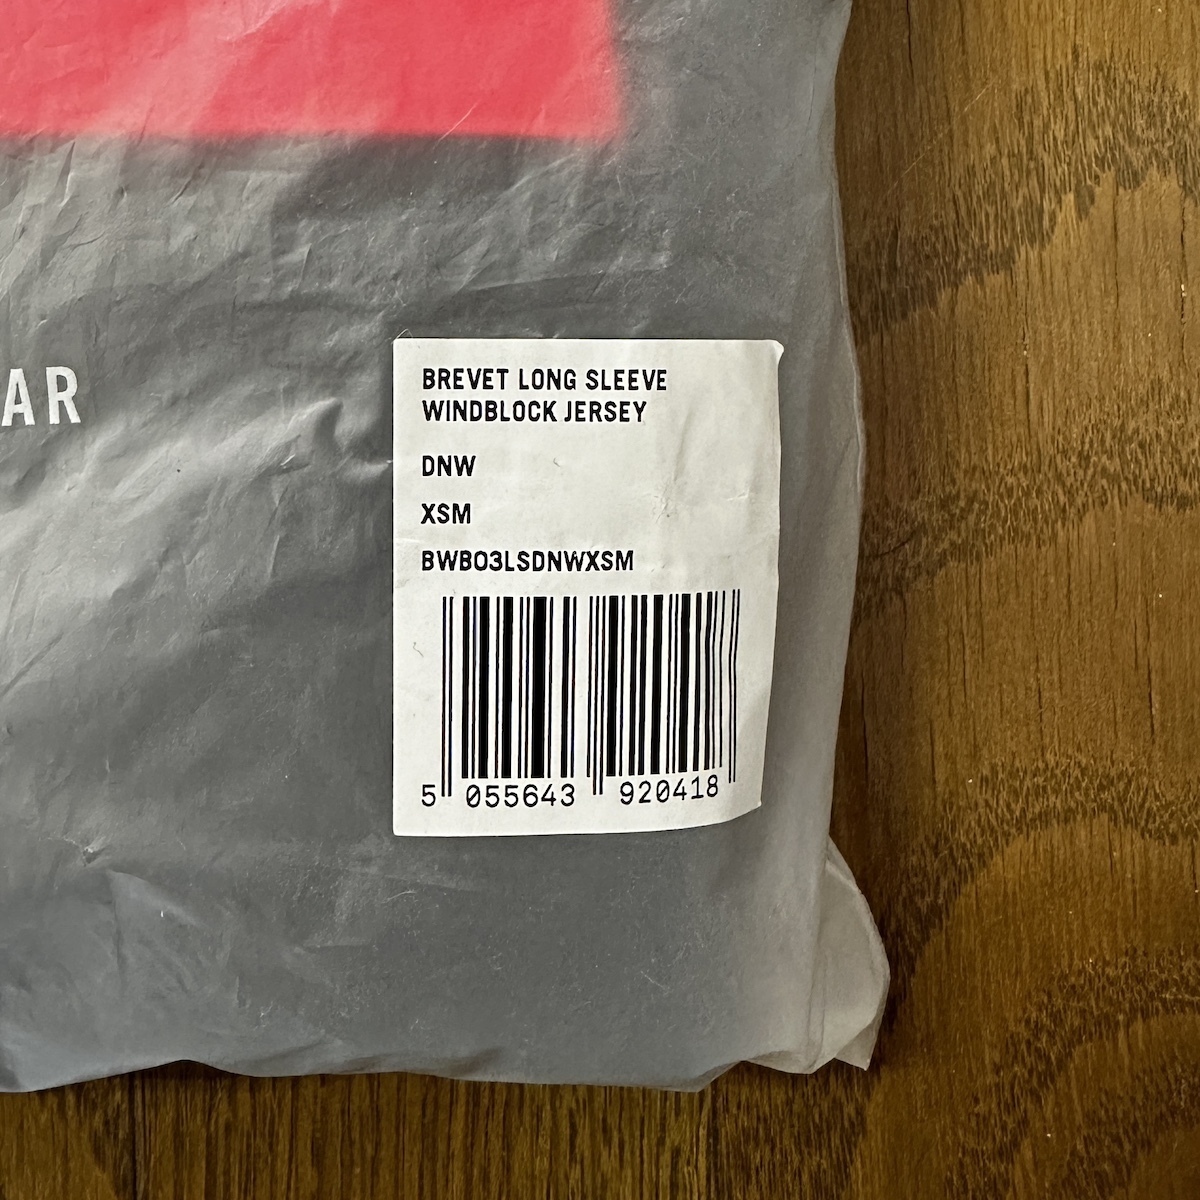 AR
BREVET LONG SLEEVE
WINDBLOCK JERSEY
DNW
XSM
BWB03LSDNWXSM
5 055643 920418